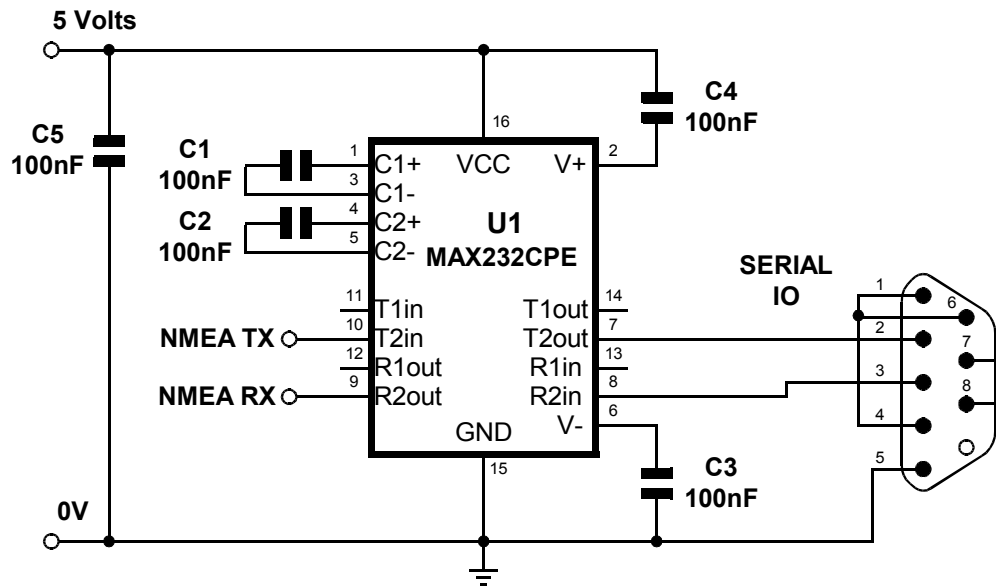 5 Volts
C5
100nF
C1
100nF
C2
100nF
C4
100nF
16
1
3
4
5
2
C1+
C1-
C2+
C2-
VCC
V+
U1
MAX232CPE
11
10
12
9
T1in
T2in
R1out
R2out
NMEA TX
NMEA RX
T1out
T2out
R1in
R2in
V-
14
7
13
8
6
GND
15
C3
100nF
0V
SERIAL
IO
1
6
2
7
3
8
4
5